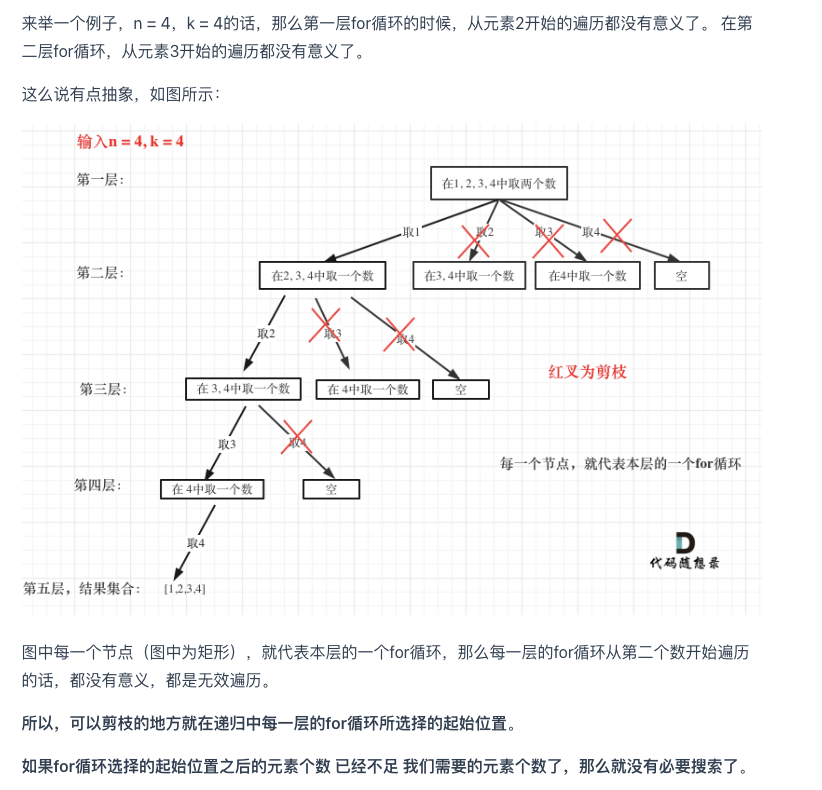 来举一个例子，n = 4，k = 4的话，那么第一层for循环的时候，从元素2开始的遍历都没有意义了。 在第
二层for循环，从元素3开始的遍历都没有意义了。
这么说有点抽象，如图所示：
输入n = 4, k = 4
第一层：
在1, 2, 3, 4中取两个数
取1
取2
取3
取4
第二层：
在2, 3, 4中取一个数
在3, 4中取一个数
在4中取一个数
空
取2
取3
取4
红叉为剪枝
第三层：
在 3, 4中取一个数
在 4中取一个数
空
取3
取4
每一个节点，就代表本层的一个for循环
第四层：
在 4中取一个数
空
取4
代码随想录
第五层，结果集合：
[1,2,3,4]
图中每一个节点（图中为矩形），就代表本层的一个for循环，那么每一层的for循环从第二个数开始遍历
的话，都没有意义，都是无效遍历。
所以，可以剪枝的地方就在递归中每一层的for循环所选择的起始位置。
如果for循环选择的起始位置之后的元素个数 已经不足 我们需要的元素个数了，那么就没有必要搜索了。